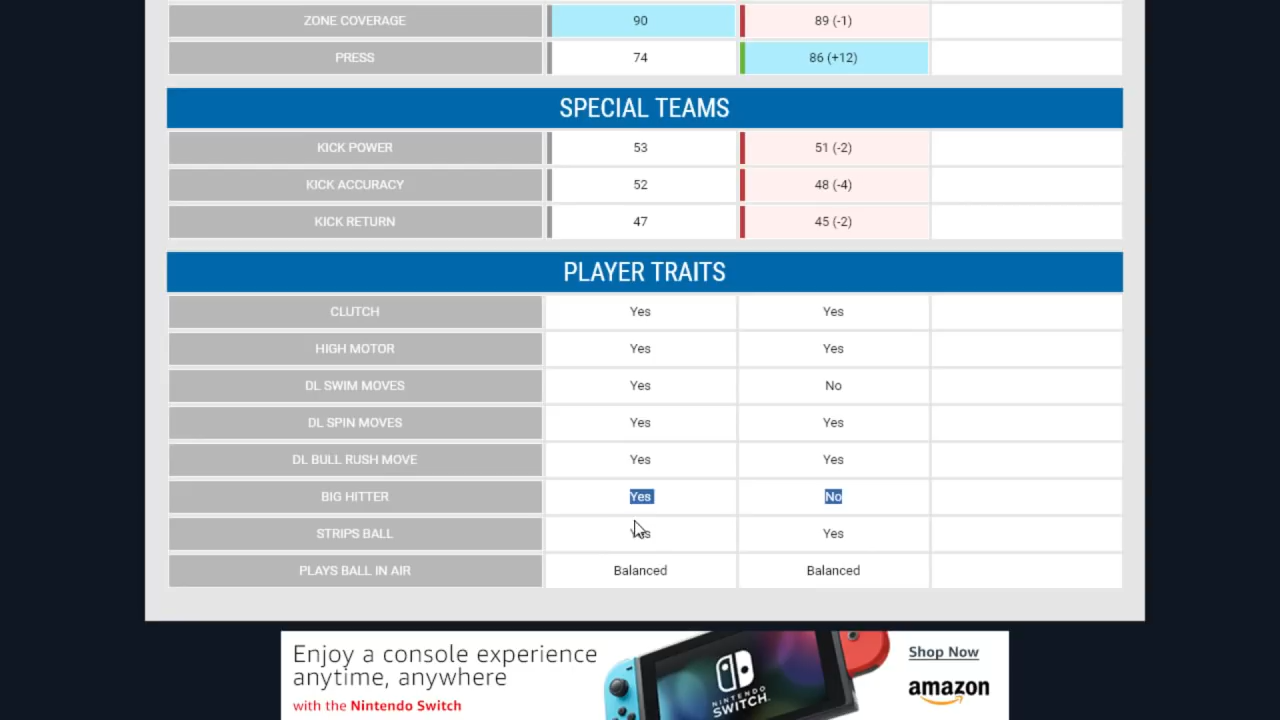 ZONE COVERAGE 90 89 (-1)
PRESS 74 86 (+12)
SPECIAL TEAMS
KICK POWER 53 51 (-2)
KICK ACCURACY 52 48 (-4)
KICK RETURN 47 45 (-2)
PLAYER TRAITS
CLUTCH Yes Yes
HIGH MOTOR Yes Yes
DL SWIM MOVES Yes No
DL SPIN MOVES Yes Yes
DL BULL RUSH MOVE Yes Yes
BIG HITTER Yes No
STRIPS BALL Yes Yes
PLAYS BALL IN AIR Balanced Balanced
Enjoy a console experience
anytime, anywhere
with the Nintendo Switch
NINTENDO
SWITCH
Shop Now
amazon